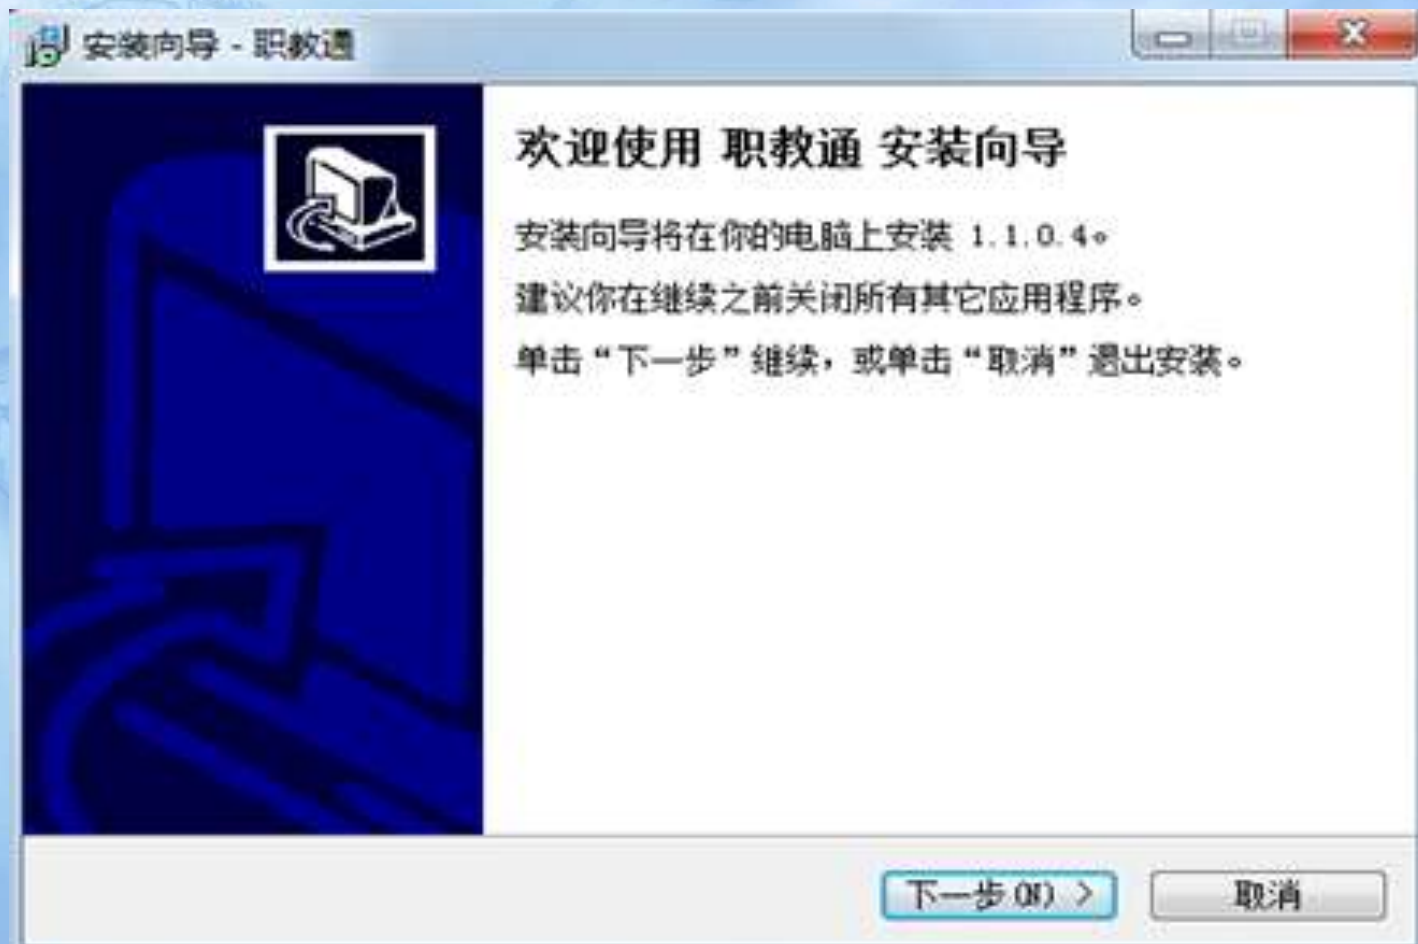 安装向导 - 职教通
欢迎使用 职教通 安装向导
安装向导将在你的电脑上安装 1.1.0.4。
建议你在继续之前关闭所有其它应用程序。
单击“下一步”继续，或单击“取消”退出安装。
下一步(N) >
取消